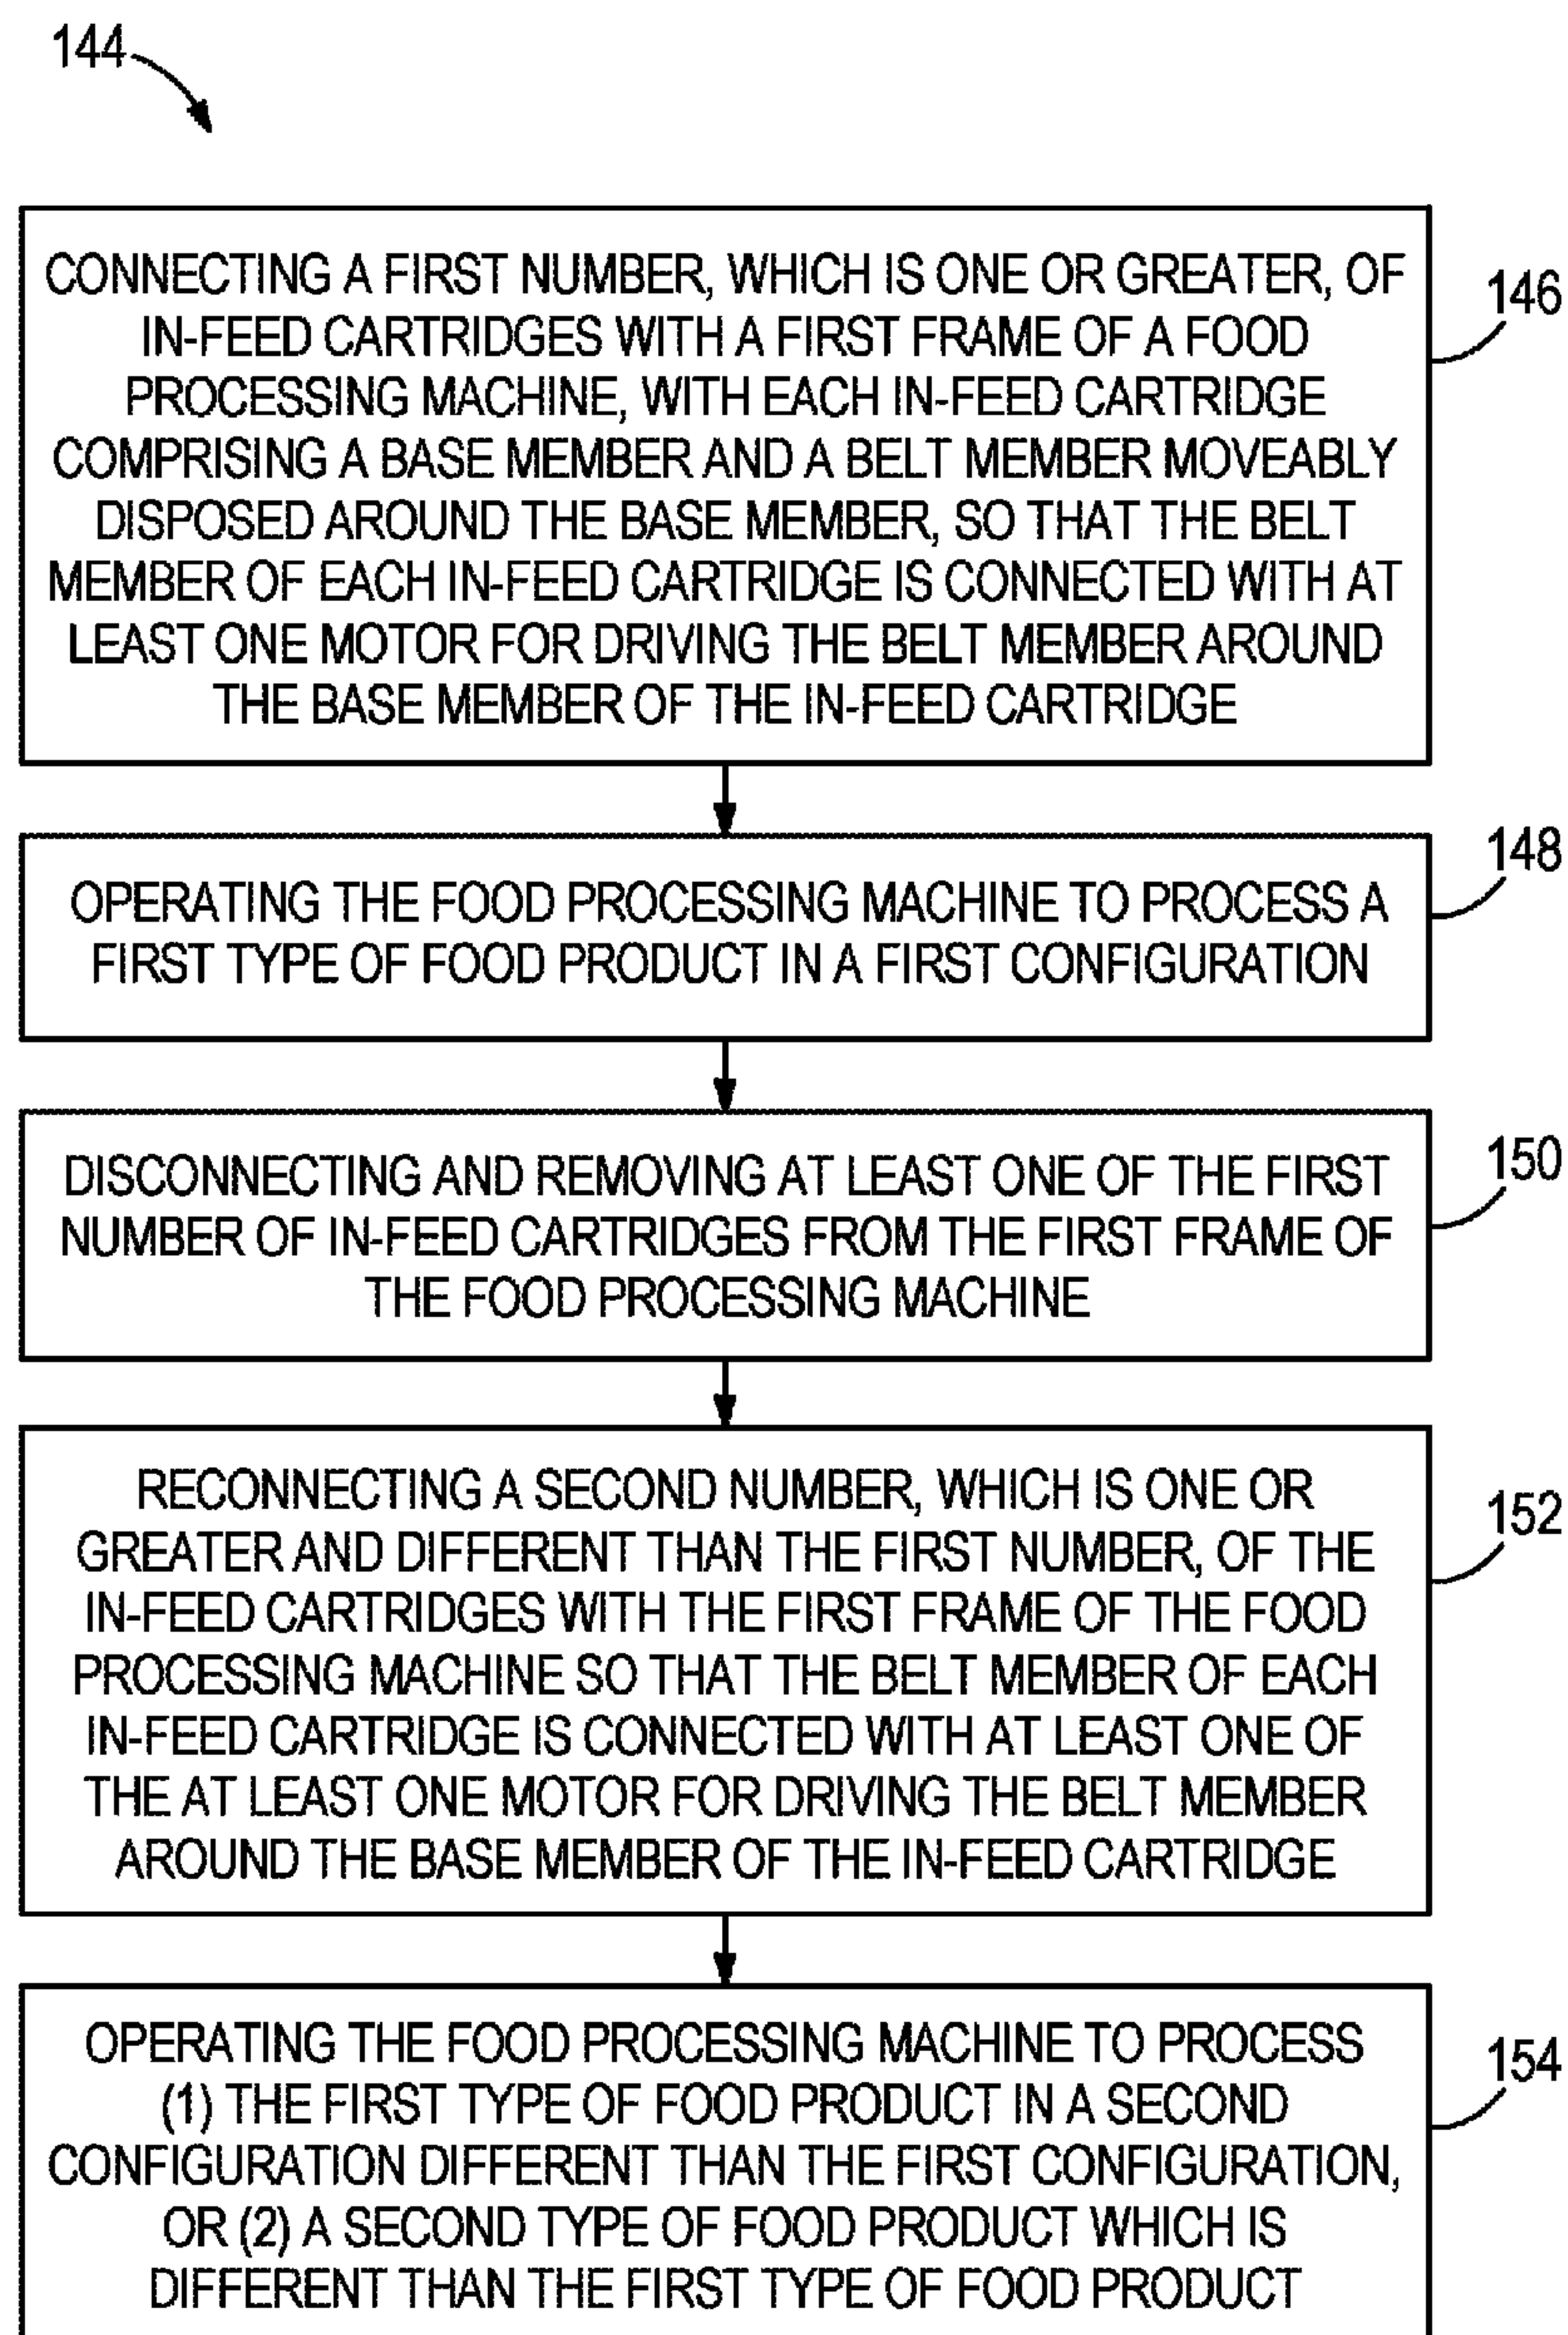 144
CONNECTING A FIRST NUMBER, WHICH IS ONE OR GREATER, OF
IN-FEED CARTRIDGES WITH A FIRST FRAME OF A FOOD
PROCESSING MACHINE, WITH EACH IN-FEED CARTRIDGE
COMPRISING A BASE MEMBER AND A BELT MEMBER MOVEABLY
DISPOSED AROUND THE BASE MEMBER, SO THAT THE BELT
MEMBER OF EACH IN-FEED CARTRIDGE IS CONNECTED WITH AT
LEAST ONE MOTOR FOR DRIVING THE BELT MEMBER AROUND
THE BASE MEMBER OF THE IN-FEED CARTRIDGE
146
OPERATING THE FOOD PROCESSING MACHINE TO PROCESS A
FIRST TYPE OF FOOD PRODUCT IN A FIRST CONFIGURATION
148
DISCONNECTING AND REMOVING AT LEAST ONE OF THE FIRST
NUMBER OF IN-FEED CARTRIDGES FROM THE FIRST FRAME OF
THE FOOD PROCESSING MACHINE
150
RECONNECTING A SECOND NUMBER, WHICH IS ONE OR
GREATER AND DIFFERENT THAN THE FIRST NUMBER, OF THE
IN-FEED CARTRIDGES WITH THE FIRST FRAME OF THE FOOD
PROCESSING MACHINE SO THAT THE BELT MEMBER OF EACH
IN-FEED CARTRIDGE IS CONNECTED WITH AT LEAST ONE OF
THE AT LEAST ONE MOTOR FOR DRIVING THE BELT MEMBER
AROUND THE BASE MEMBER OF THE IN-FEED CARTRIDGE
152
OPERATING THE FOOD PROCESSING MACHINE TO PROCESS
(1) THE FIRST TYPE OF FOOD PRODUCT IN A SECOND
CONFIGURATION DIFFERENT THAN THE FIRST CONFIGURATION,
OR (2) A SECOND TYPE OF FOOD PRODUCT WHICH IS
DIFFERENT THAN THE FIRST TYPE OF FOOD PRODUCT
154